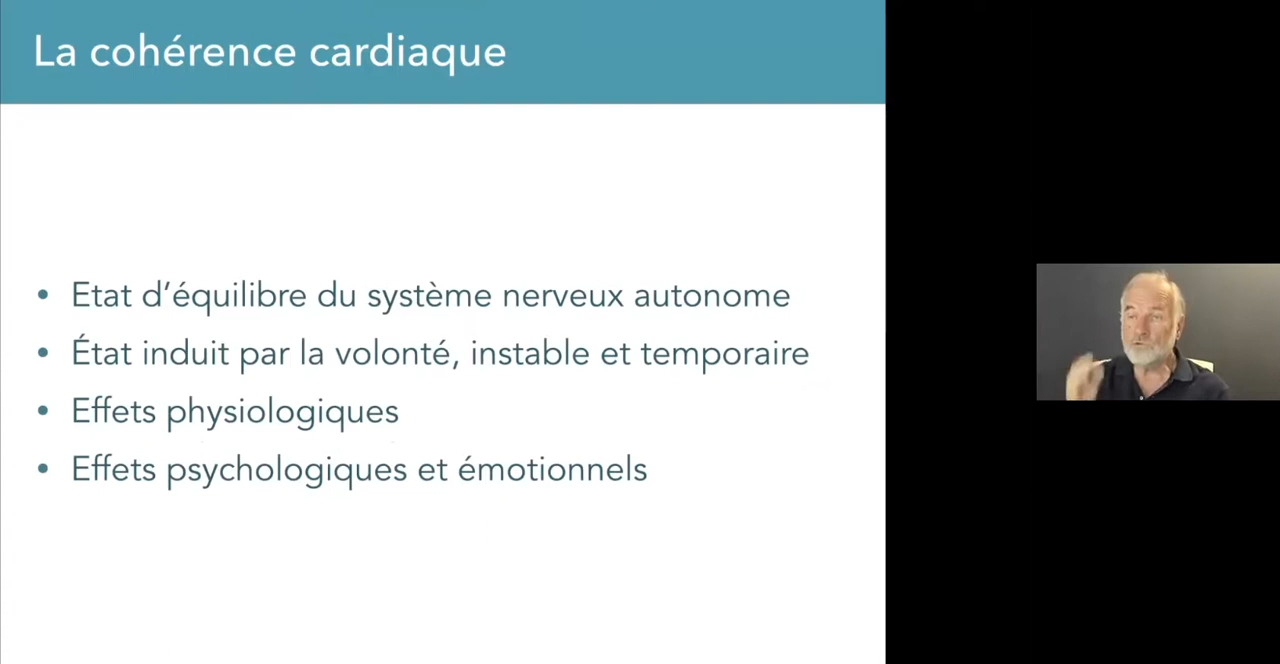 La cohérence cardiaque
• Etat d’équilibre du système nerveux autonome
• État induit par la volonté, instable et temporaire
• Effets physiologiques
• Effets psychologiques et émotionnels